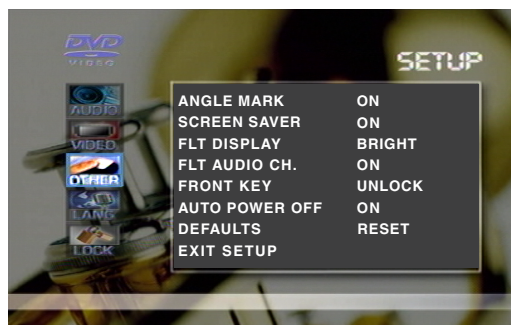 DVD
VIDEO
SETUP
AUDIO
VIDEO
OTHER
LANG
LOCK
ANGLE MARK ON
SCREEN SAVER ON
FLT DISPLAY BRIGHT
FLT AUDIO CH. ON
FRONT KEY UNLOCK
AUTO POWER OFF ON
DEFAULTS RESET
EXIT SETUP